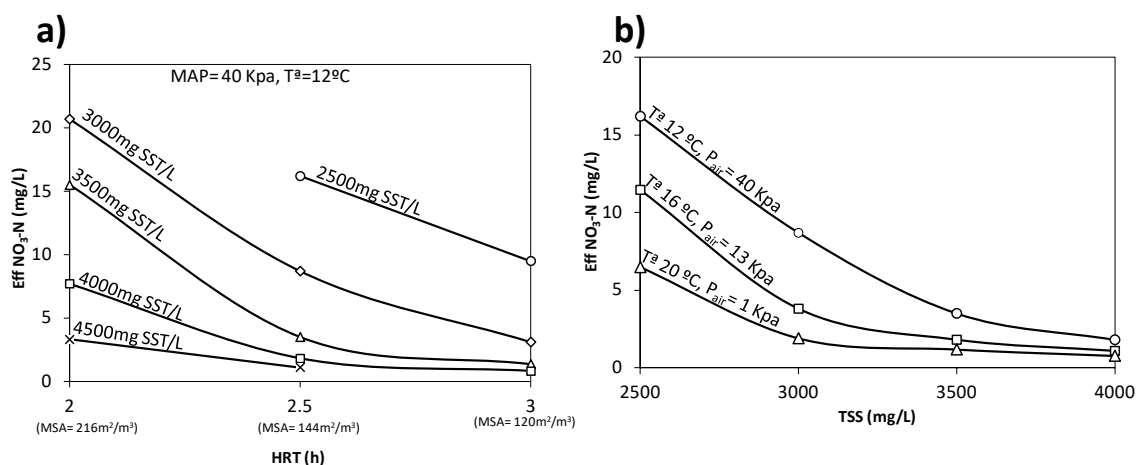 a)
MAP= 40 Kpa, Tª=12ºC
25
20
15
10
5
0
Eff NO₃-N (mg/L)
3000mg SST/L
2500mg SST/L
3500mg SST/L
4000mg SST/L
4500mg SST/L
2
2.5
3
(MSA= 216m²/m³)
(MSA= 144m²/m³)
(MSA= 120m²/m³)
HRT (h)
b)
20
15
10
5
0
Eff NO₃-N (mg/L)
Tª 12 ºC, Pair = 40 Kpa
Tª 16 ºC, Pair = 13 Kpa
Tª 20 ºC, Pair = 1 Kpa
2500
3000
3500
4000
TSS (mg/L)